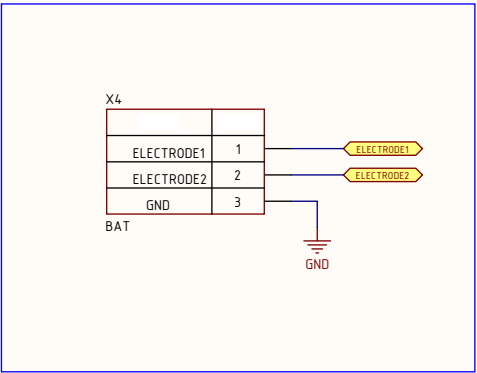 X4
ELECTRODE1 1 ELECTRODE1
ELECTRODE2 2 ELECTRODE2
GND 3
BAT
GND